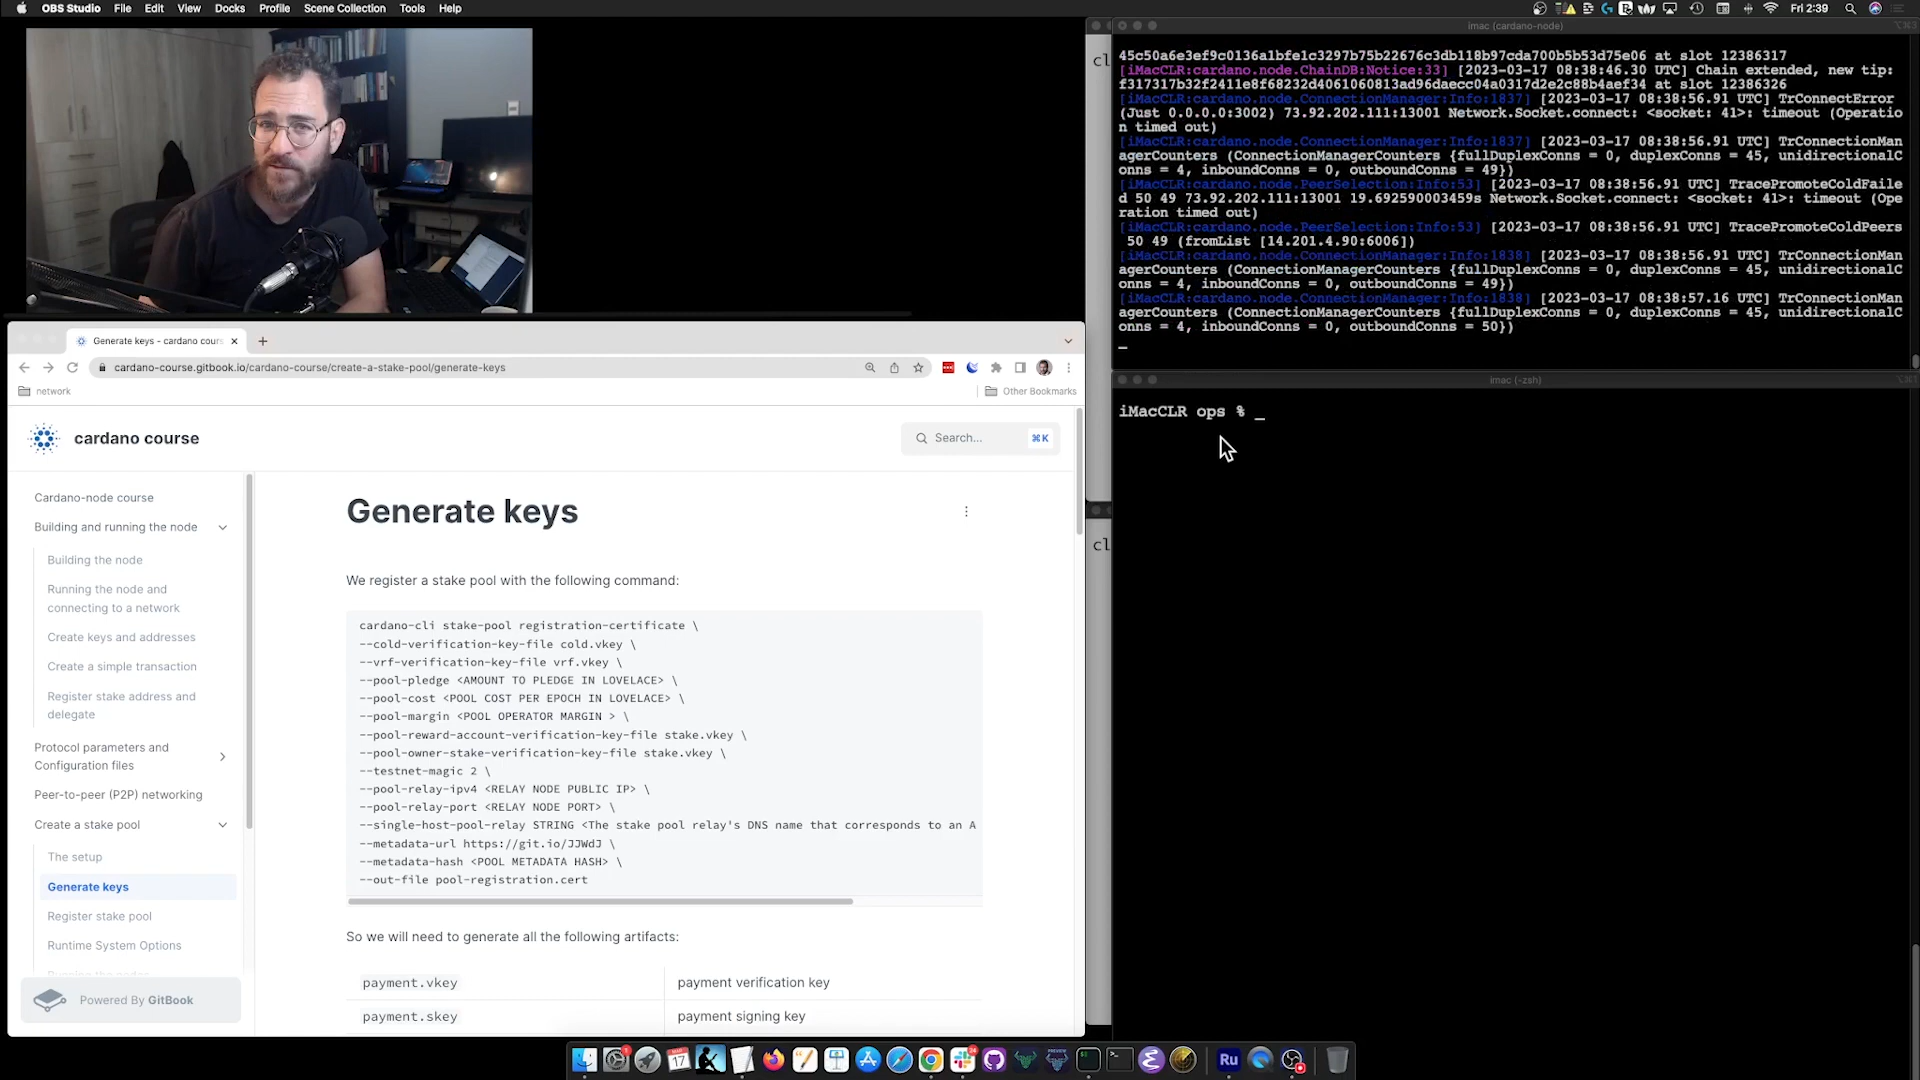 OBS Studio File Edit View Docks Profile Scene Collection Tools Help
Fri 2:39
imac (cardano-node)
45c50a6e3ef9c0136a1bfe1c3297b75b22676c3db118b97cda700b5b53d75e06 at slot 12386317
[iMacCLR:cardano.node.ChainDB:Notice:33] [2023-03-17 08:38:46.30 UTC] Chain extended, new tip:
f317317b32f2411e8f68232d4061060813ad96daecc04a0317d2e2c88b4aef34 at slot 12386326
[iMacCLR:cardano.node.ConnectionManager:Info:1837] [2023-03-17 08:38:56.91 UTC] TrConnectError
(Just 0.0.0.0:3002) 73.92.202.111:13001 Network.Socket.connect: <socket: 41>: timeout (Operatio
n timed out)
[iMacCLR:cardano.node.ConnectionManager:Info:1837] [2023-03-17 08:38:56.91 UTC] TrConnectionMan
agerCounters (ConnectionManagerCounters {fullDuplexConns = 0, duplexConns = 45, unidirectionalC
onns = 4, inboundConns = 0, outboundConns = 49})
[iMacCLR:cardano.node.PeerSelection:Info:53] [2023-03-17 08:38:56.91 UTC] TracePromoteColdFaile
d 50 49 73.92.202.111:13001 19.692590003459s Network.Socket.connect: <socket: 41>: timeout (Ope
ration timed out)
[iMacCLR:cardano.node.PeerSelection:Info:53] [2023-03-17 08:38:56.91 UTC] TracePromoteColdPeers
50 49 (fromList [14.201.4.90:6006])
[iMacCLR:cardano.node.ConnectionManager:Info:1838] [2023-03-17 08:38:56.91 UTC] TrConnectionMan
agerCounters (ConnectionManagerCounters {fullDuplexConns = 0, duplexConns = 45, unidirectionalC
onns = 4, inboundConns = 0, outboundConns = 49})
[iMacCLR:cardano.node.ConnectionManager:Info:1838] [2023-03-17 08:38:57.16 UTC] TrConnectionMan
agerCounters (ConnectionManagerCounters {fullDuplexConns = 0, duplexConns = 45, unidirectionalC
onns = 4, inboundConns = 0, outboundConns = 50})
cl
imac (-zsh)
iMacCLR ops % _
cl
Generate keys - cardano cours
cardano-course.gitbook.io/cardano-course/create-a-stake-pool/generate-keys
network
Other Bookmarks
cardano course
Search... ⌘K
Cardano-node course
Building and running the node
Building the node
Running the node and
connecting to a network
Create keys and addresses
Create a simple transaction
Register stake address and
delegate
Protocol parameters and
Configuration files
Peer-to-peer (P2P) networking
Create a stake pool
The setup
Generate keys
Register stake pool
Runtime System Options
Powered By GitBook
Generate keys
We register a stake pool with the following command:
cardano-cli stake-pool registration-certificate \
--cold-verification-key-file cold.vkey \
--vrf-verification-key-file vrf.vkey \
--pool-pledge <AMOUNT TO PLEDGE IN LOVELACE> \
--pool-cost <POOL COST PER EPOCH IN LOVELACE> \
--pool-margin <POOL OPERATOR MARGIN > \
--pool-reward-account-verification-key-file stake.vkey \
--pool-owner-stake-verification-key-file stake.vkey \
--testnet-magic 2 \
--pool-relay-ipv4 <RELAY NODE PUBLIC IP> \
--pool-relay-port <RELAY NODE PORT> \
--single-host-pool-relay STRING <The stake pool relay's DNS name that corresponds to an A
--metadata-url https://git.io/JJWdJ \
--metadata-hash <POOL METADATA HASH> \
--out-file pool-registration.cert
So we will need to generate all the following artifacts:
payment.vkey payment verification key
payment.skey payment signing key
17
Ru